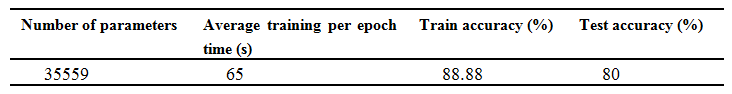 Number of parameters Average training per epoch time (s) Train accuracy (%) Test accuracy (%)
35559 65 88.88 80